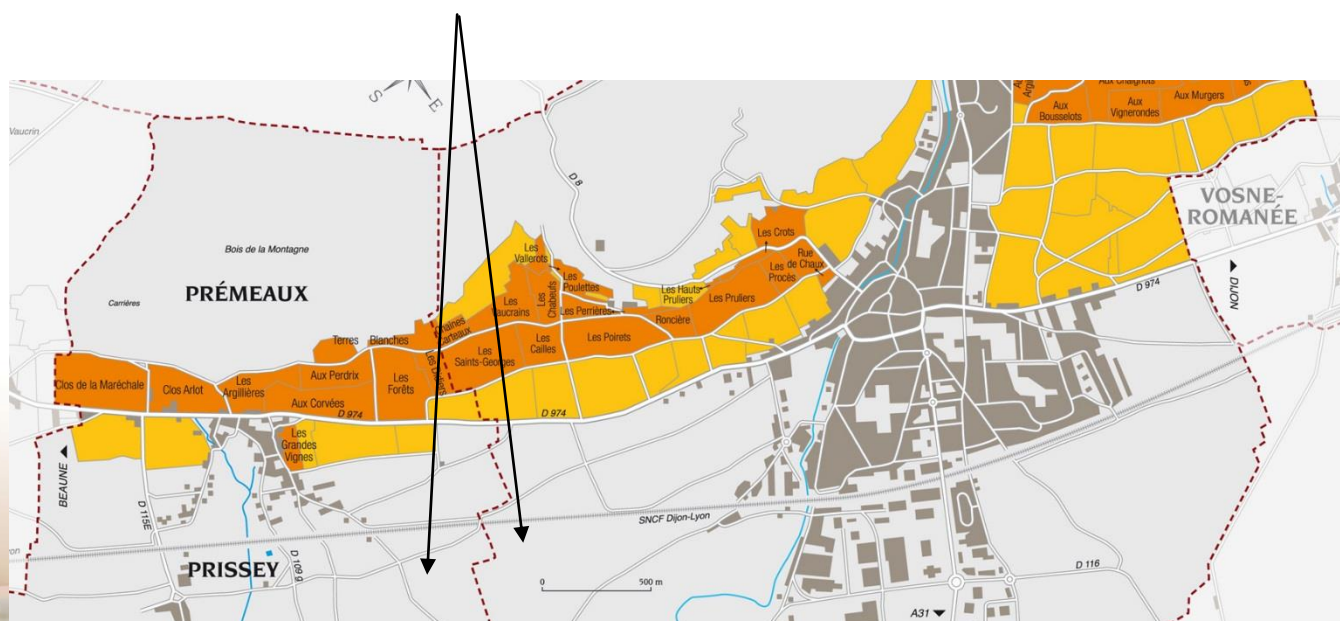 S
E
Vaucrin
D 8
Aux Chaignots
Aux
Bousselots
Aux
Vignerondes
Aux Murgers
VOSNE-
ROMANÉE
DIJON
D 974
Bois de la Montagne
Carrières
PRÉMEAUX
Les
Vallerots
Les
Poulettes
Les
Chabeufs
Les
Vaucrains
Les Perrières
Les Crots
Rue
de Chaux
Les
Procès
Les Hauts
Pruliers
Les Pruliers
Roncière
Chaines
Carteaux
Les
Saints-Georges
Les
Cailles
Les Poirets
Terres Blanches
Les Didiers
Clos de la Maréchale
Clos Arlot
Les
Argillières
Aux Perdrix
Aux Corvées
Les
Forêts
D 974
D 974
Les
Grandes
Vignes
BEAUNE
D 115E
SNCF Dijon-Lyon
PRISSEY
D 109 g
0 500 m
D 116
A31